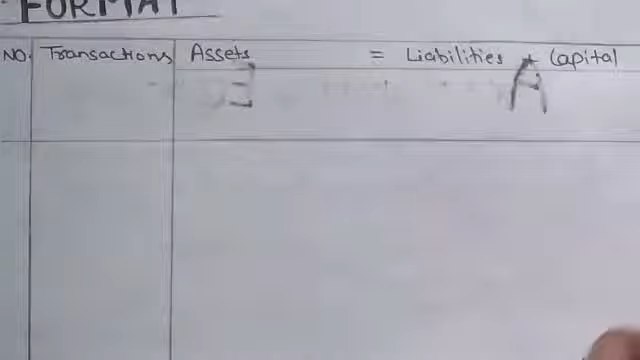 FORMAT
NO. Transactions Assets = Liabilities + Capital